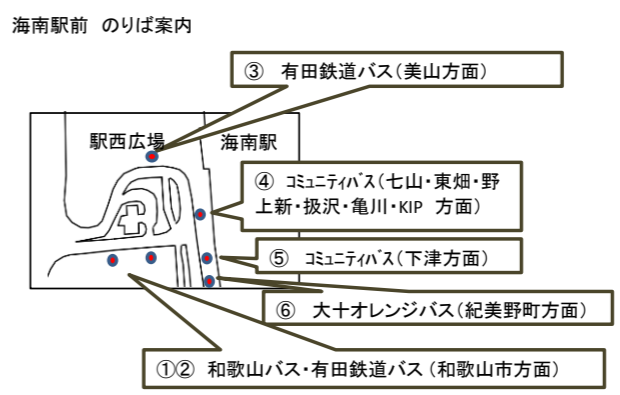 海南駅前 のりば案内
③ 有田鉄道バス(美山方面)
駅西広場
海南駅
④ ｺﾐｭﾆﾃｨﾊﾞｽ(七山・東畑・野
上新・扱沢・亀川・KIP 方面)
⑤ ｺﾐｭﾆﾃｨﾊﾞｽ(下津方面)
⑥ 大十オレンジバス(紀美野町方面)
①② 和歌山バス・有田鉄道バス(和歌山市方面)